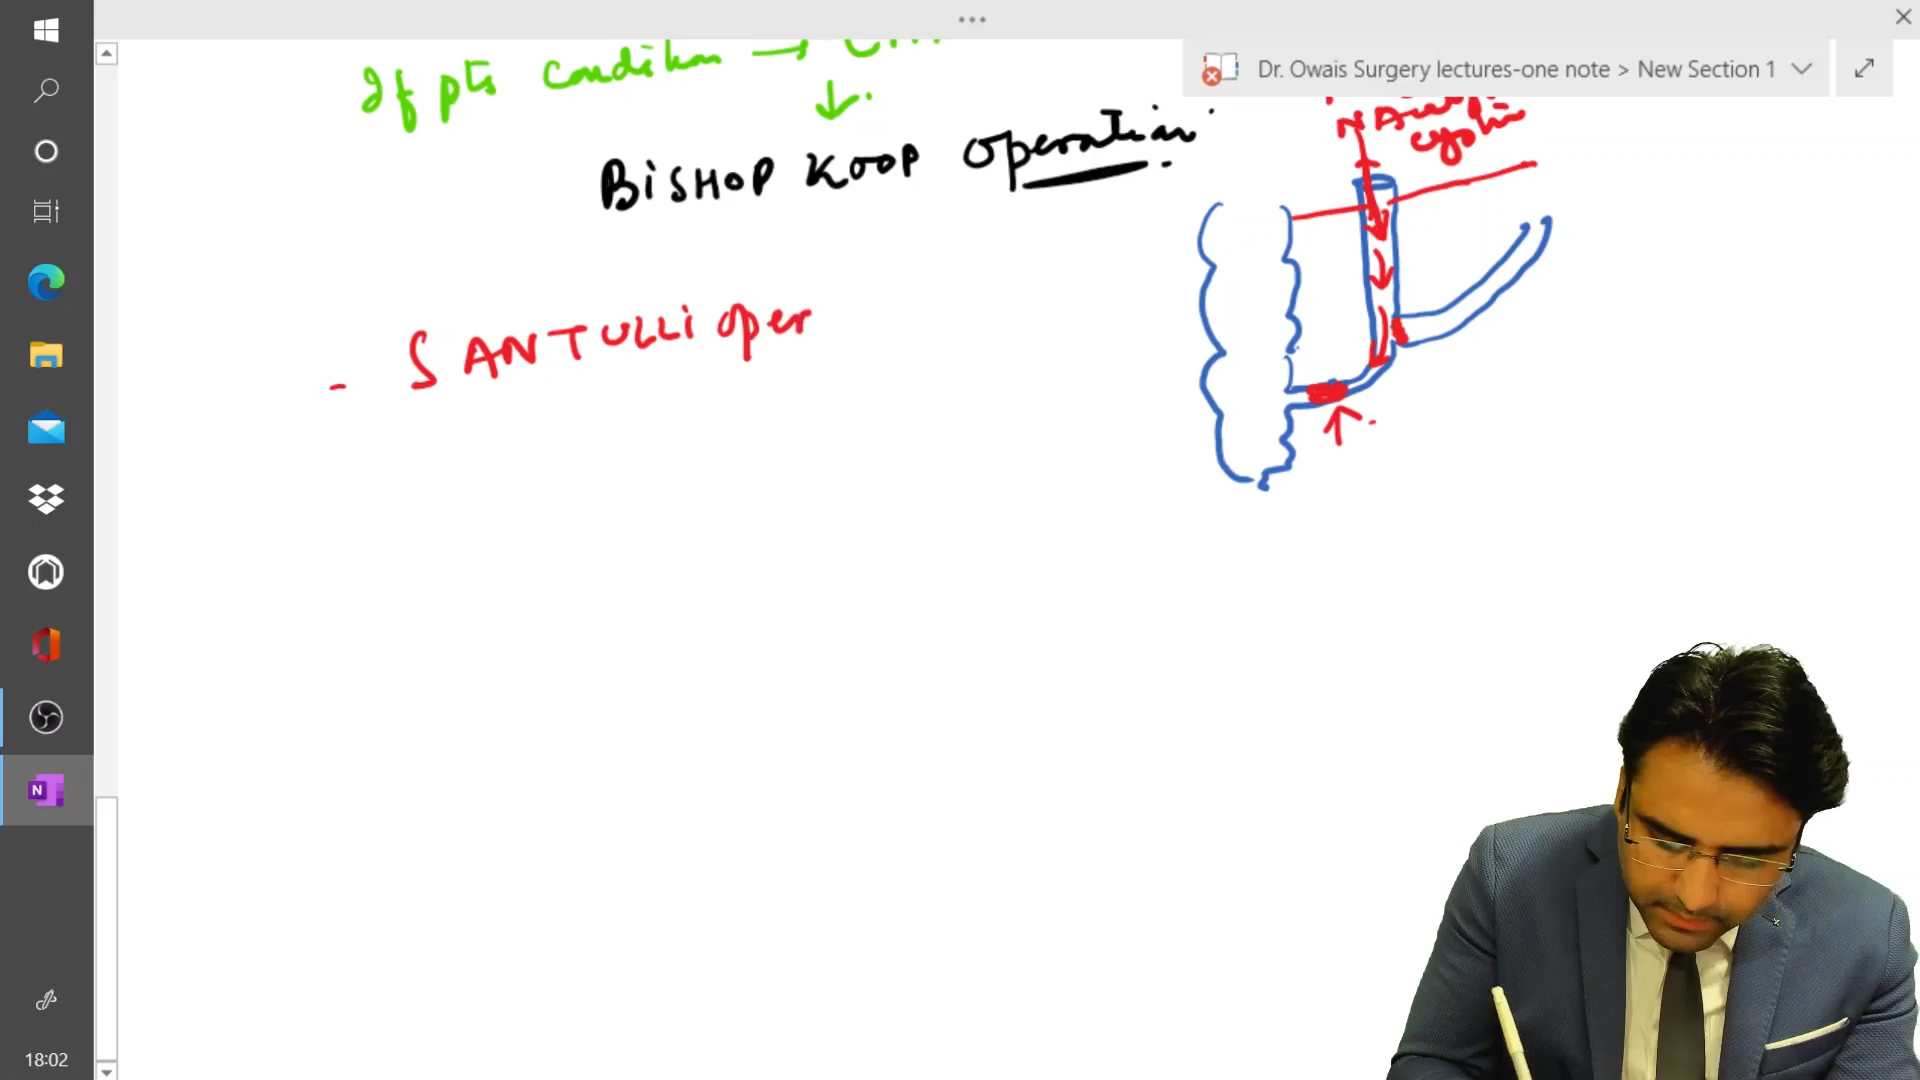 Dr. Owais Surgery lectures-one note > New Section 1
If pts condition →
BISHOP KOOP operation
- SANTULLI oper
N
18:02